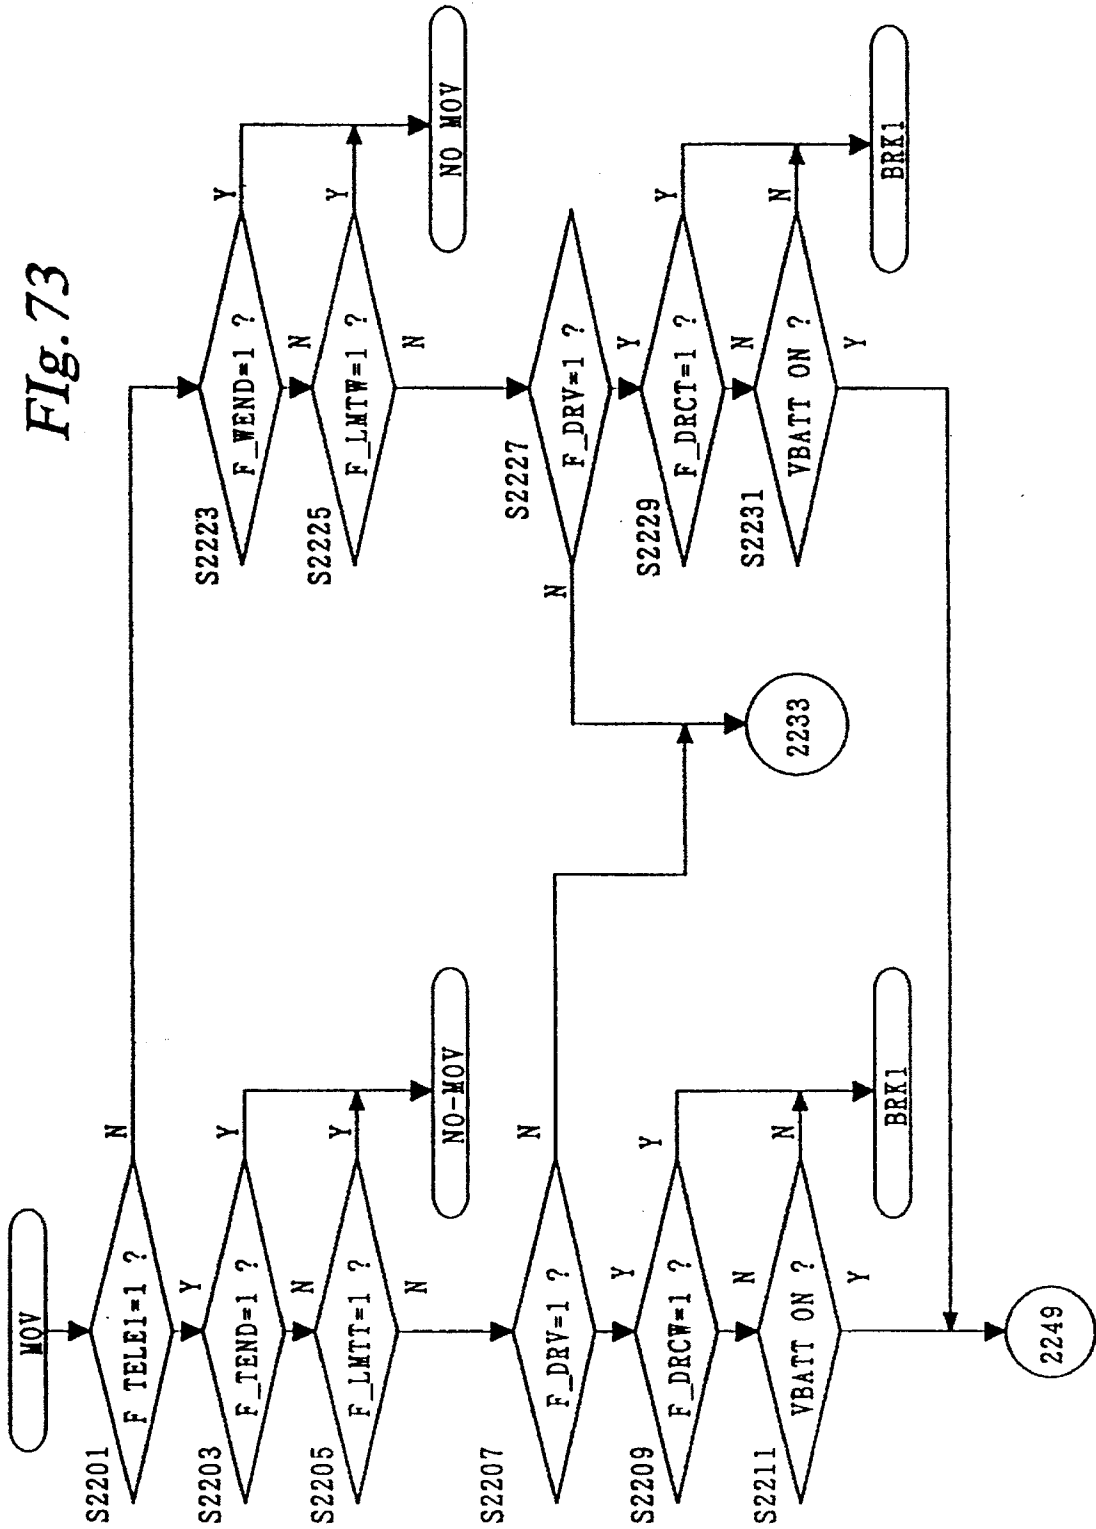 FIg. 73
MOV
S2201
F TELE1=1 ?
N
Y
S2203
F_TEND=1 ?
Y
N
S2205
F_LMTT=1 ?
Y
N
NO-MOV
S2207
F_DRV=1 ?
N
Y
S2209
F_DRCW=1 ?
Y
N
S2211
VBATT ON ?
N
Y
BRK1
2249
S2223
F_WEND=1 ?
Y
N
S2225
F_LMTW=1 ?
Y
N
NO MOV
S2227
F_DRV=1 ?
N
Y
2233
S2229
F_DRCT=1 ?
Y
N
S2231
VBATT ON ?
N
Y
BRK1